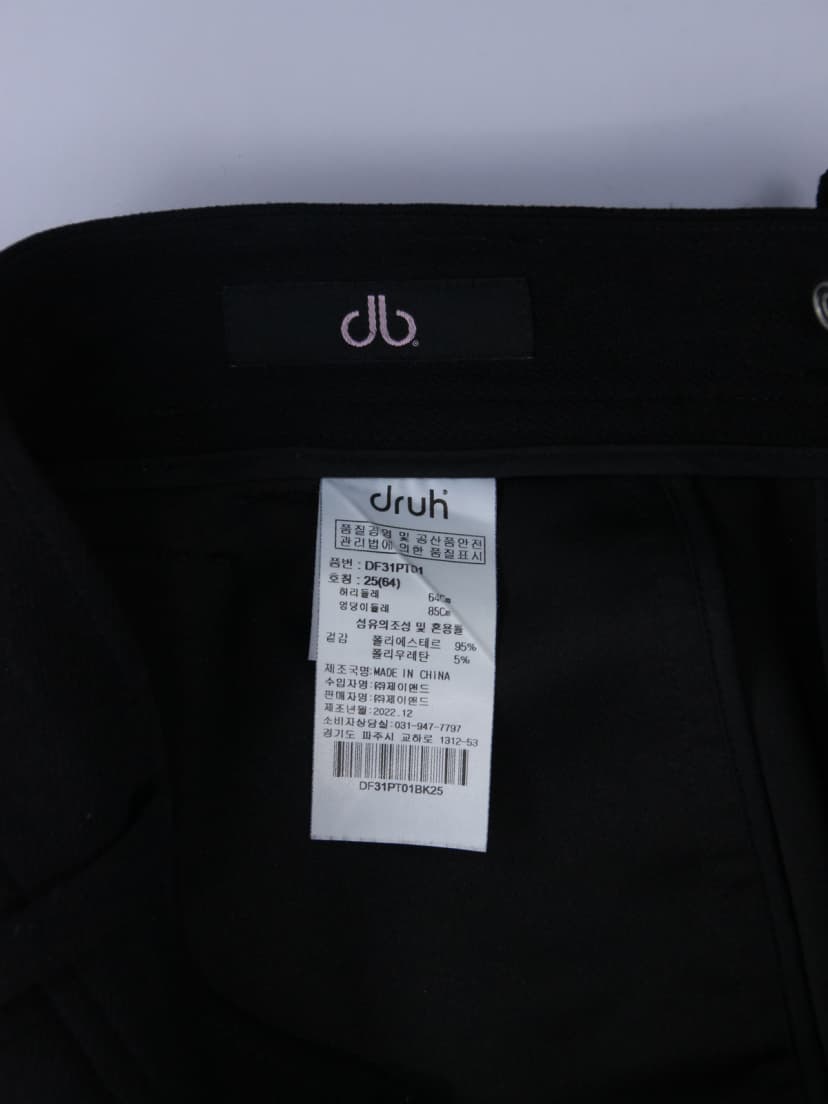 db®
druh®
품질경영 및 공산품안전
관리법에 의한 품질표시
품번 : DF31PT01
호칭 : 25(64)
허리둘레 64Cm
엉덩이둘레 85Cm
섬유의조성 및 혼용률
겉감 폴리에스테르 95%
폴리우레탄 5%
제조국명:MADE IN CHINA
수입자명:㈜제이앤드
판매자명:㈜제이앤드
제조년월:2022.12
소비자상담실:031-947-7797
경기도 파주시 교하로 1312-53
DF31PT01BK25